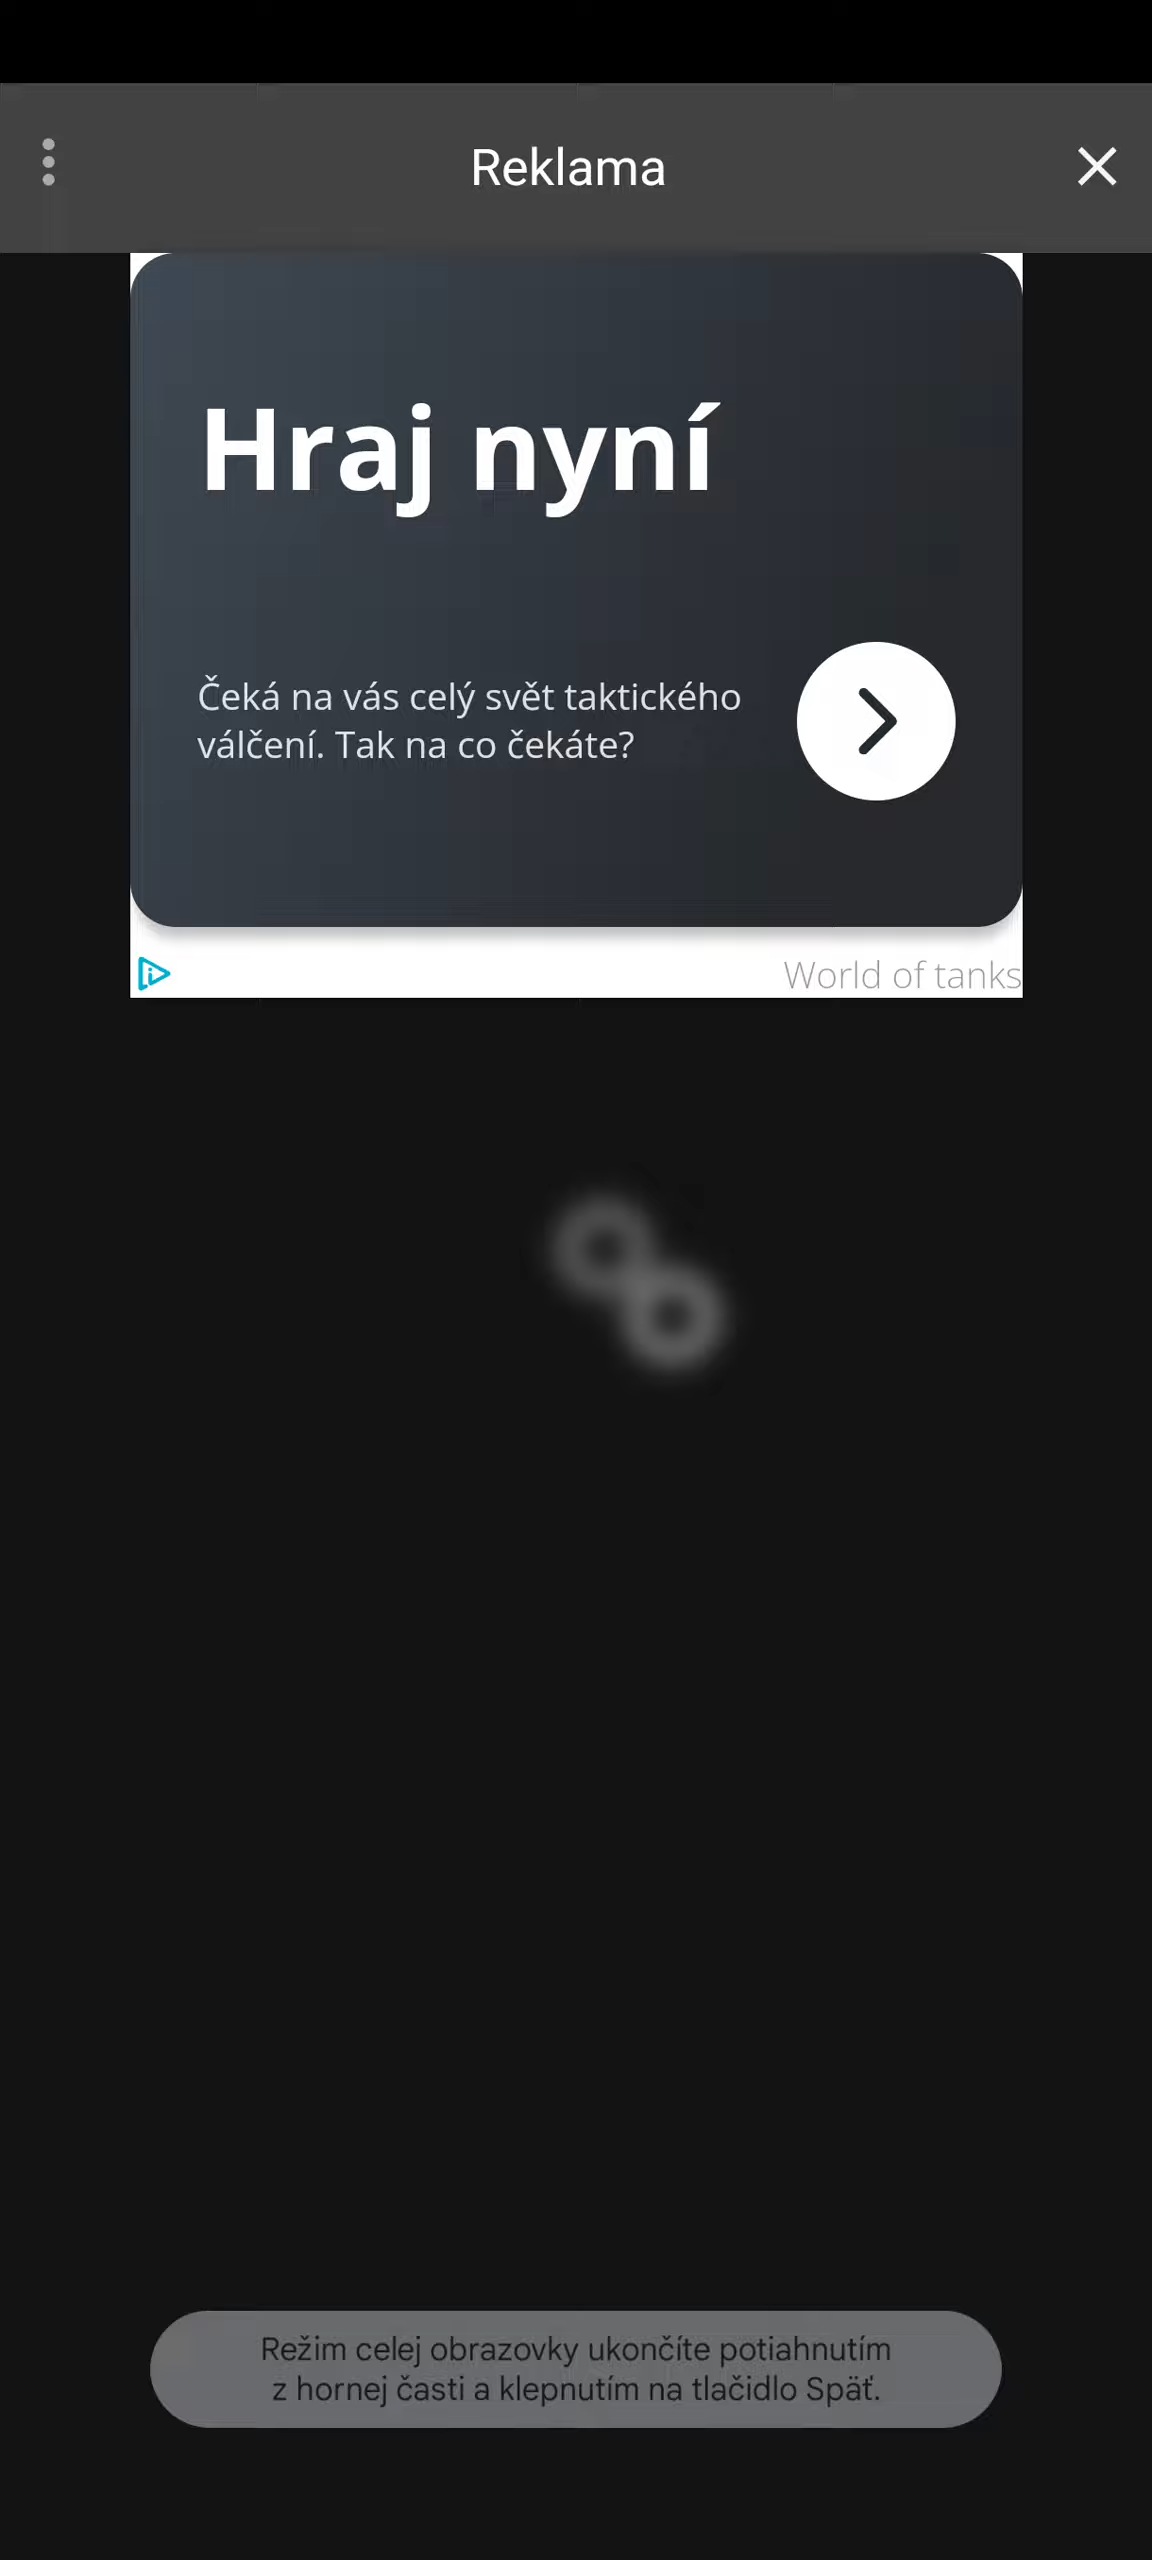 Reklama
Hraj nyní
Čeká na vás celý svět taktického
válčení. Tak na co čekáte?
World of tanks
Režim celej obrazovky ukončíte potiahnutím
z hornej časti a klepnutím na tlačidlo Späť.